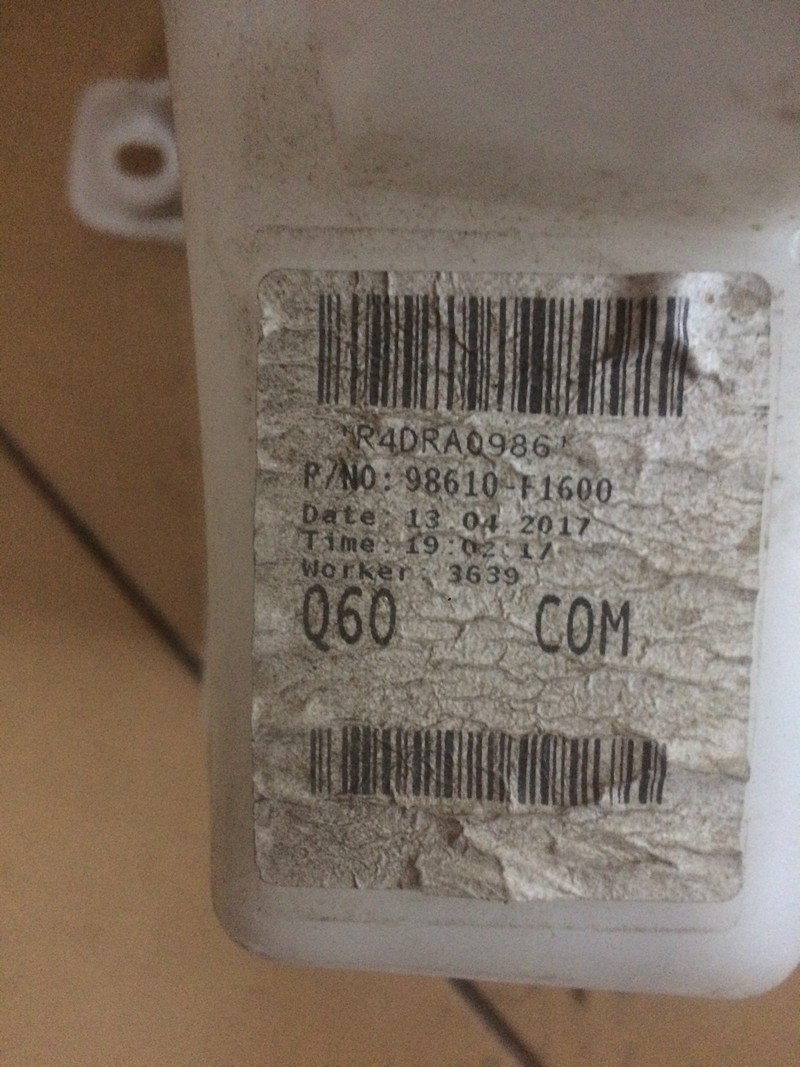 *R4DRA0986*
P/NO: 98610-F1600
Date: 13.04.2017
Time: 19:02:17
Worker: 3639
Q60 COM